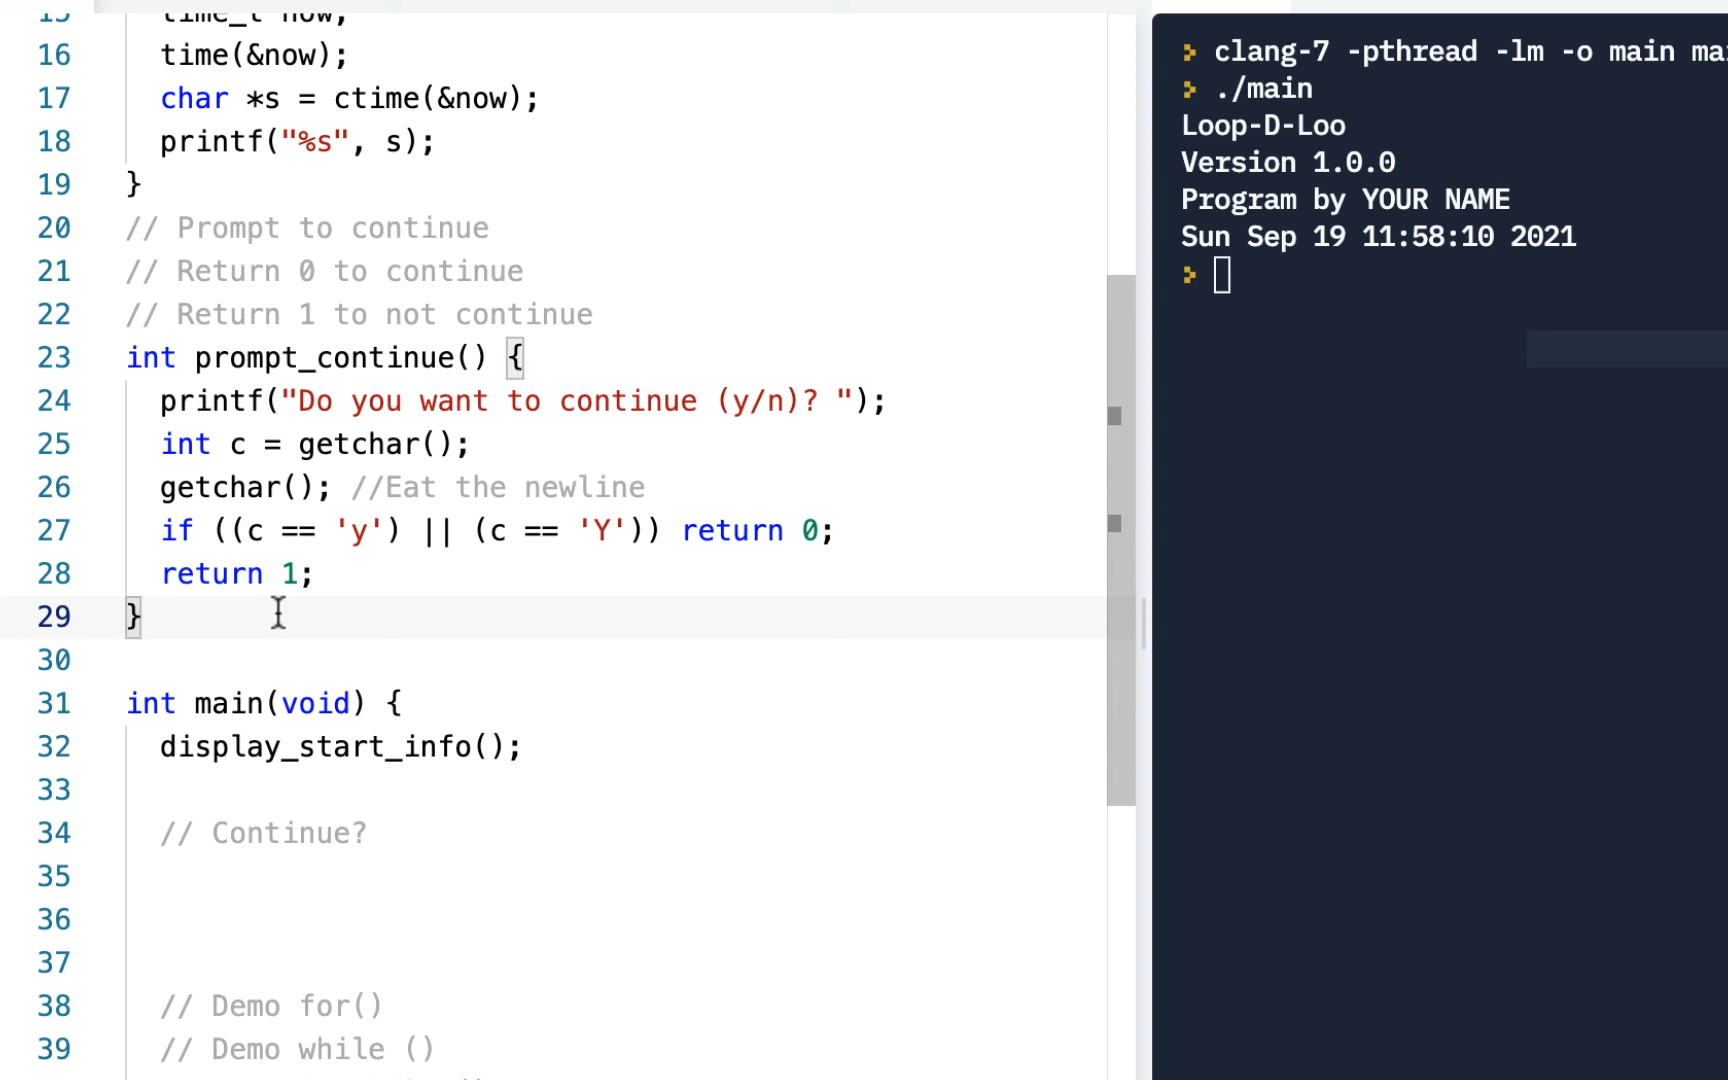 15 time_t now;
16 time(&now);
17 char *s = ctime(&now);
18 printf("%s", s);
19 }
20 // Prompt to continue
21 // Return 0 to continue
22 // Return 1 to not continue
23 int prompt_continue() {
24 printf("Do you want to continue (y/n)? ");
25 int c = getchar();
26 getchar(); //Eat the newline
27 if ((c == 'y') || (c == 'Y')) return 0;
28 return 1;
29 }
30
31 int main(void) {
32 display_start_info();
33
34 // Continue?
35
36
37
38 // Demo for()
39 // Demo while ()
clang-7 -pthread -lm -o main mai
./main
Loop-D-Loo
Version 1.0.0
Program by YOUR NAME
Sun Sep 19 11:58:10 2021